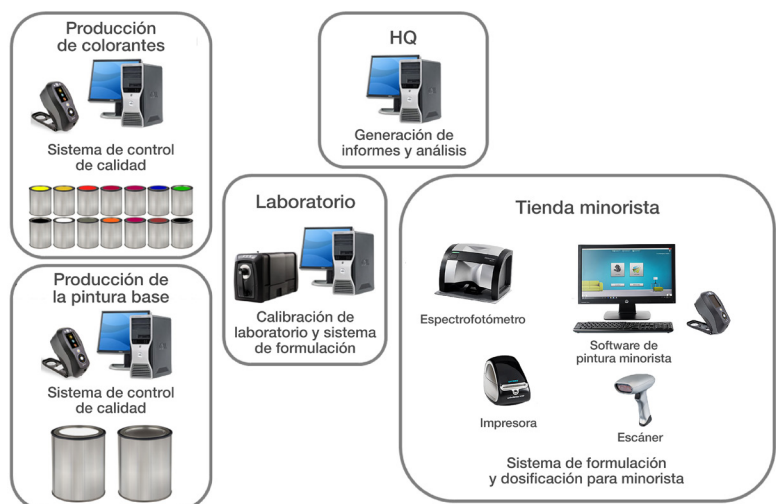 Producción
de colorantes
Sistema de control
de calidad
Producción de
la pintura base
Sistema de control
de calidad
HQ
Generación de
informes y análisis
Laboratorio
Calibración de
laboratorio y sistema
de formulación
Tienda minorista
Espectrofotómetro
Software de
pintura minorista
Impresora
Escáner
Sistema de formulación
y dosificación para minorista